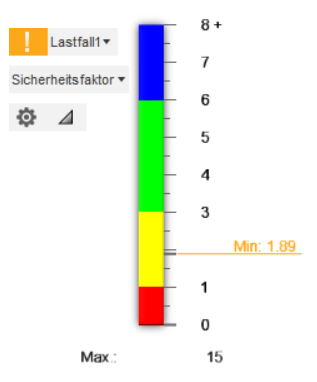 8 +
! Lastfall1
7
Sicherheitsfaktor
6
5
4
3
Min: 1.89
1
0
Max.: 15